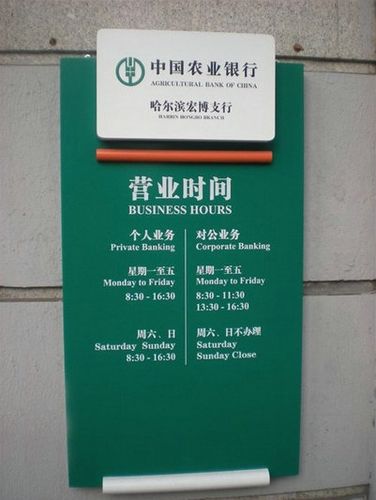 中国农业银行
AGRICULTURAL BANK OF CHINA
哈尔滨宏博支行
HARBIN HONGBO BRANCH
营业时间
BUSINESS HOURS
个人业务
Private Banking
星期一至五
Monday to Friday
8:30 - 16:30
周六、日
Saturday Sunday
8:30 - 16:30
对公业务
Corporate Banking
星期一至五
Monday to Friday
8:30 - 11:30
13:30 - 16:30
周六、日不办理
Saturday
Sunday Close